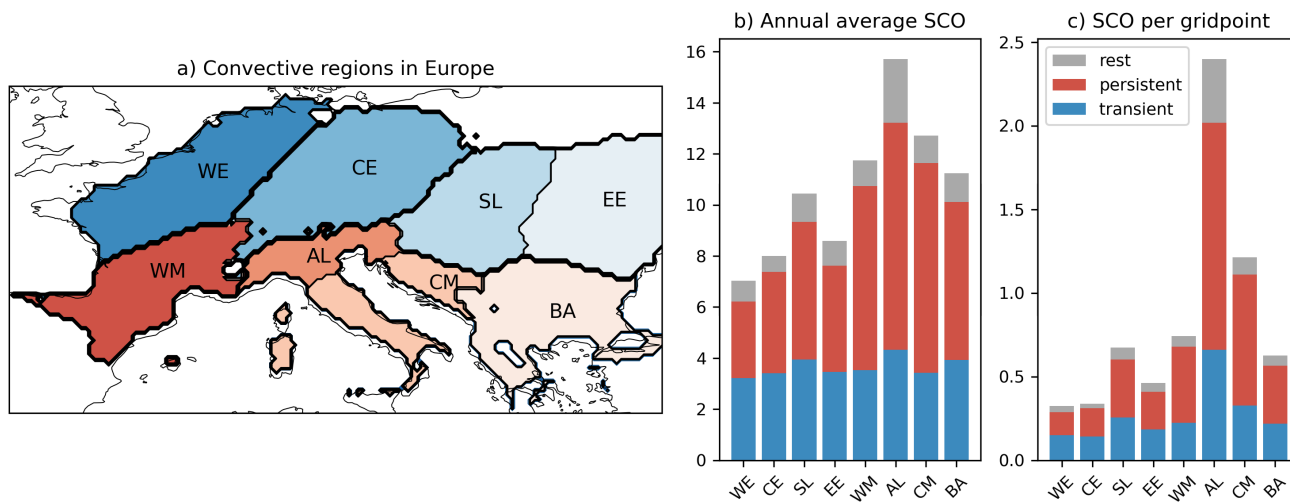 a) Convective regions in Europe
WE
CE
SL
EE
WM
AL
CM
BA
b) Annual average SCO
16
14
12
10
8
6
4
2
0
WE CE SL EE WM AL CM BA
c) SCO per gridpoint
2.5
2.0
1.5
1.0
0.5
0.0
rest
persistent
transient
WE CE SL EE WM AL CM BA